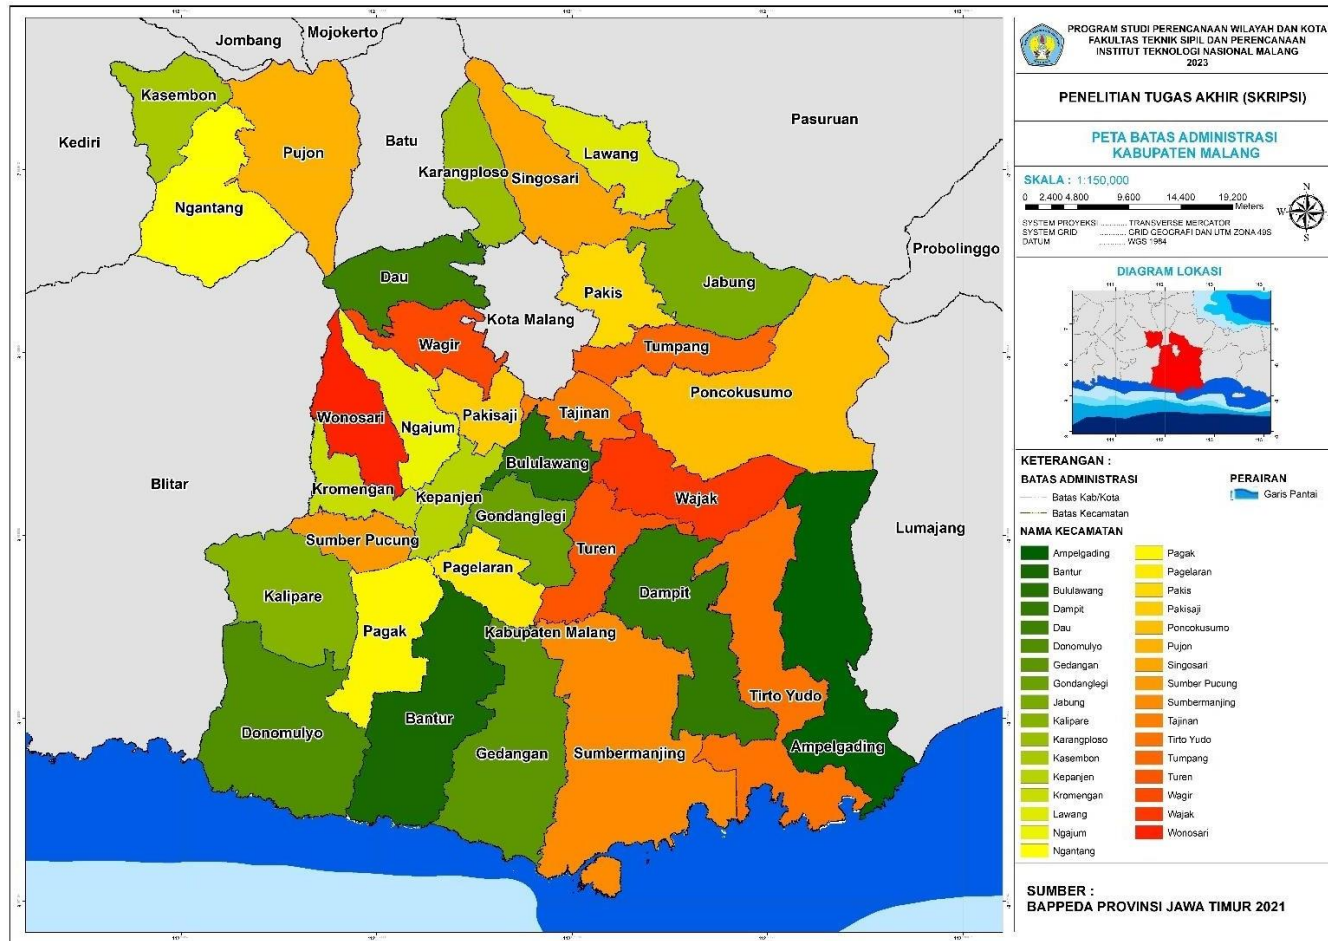 Jombang
Mojokerto
Kasembon
Kediri
Pujon
Batu
Pasuruan
Karangploso
Singosari
Lawang
Ngantang
Probolinggo
Dau
Pakis
Jabung
Kota Malang
Wagir
Tumpang
Poncokusumo
Wonosari
Ngajum
Pakisaji
Tajinan
Bululawang
Blitar
Kromengan
Kepanjen
Wajak
Gondanglegi
Lumajang
Sumber Pucung
Turen
Pagelaran
Kalipare
Dampit
Pagak
Kabupaten Malang
Tirto Yudo
Bantur
Donomulyo
Gedangan
Sumbermanjing
Ampelgading
PROGRAM STUDI PERENCANAAN WILAYAH DAN KOTA
FAKULTAS TEKNIK SIPIL DAN PERENCANAAN
INSTITUT TEKNOLOGI NASIONAL MALANG
2023
PENELITIAN TUGAS AKHIR (SKRIPSI)
PETA BATAS ADMINISTRASI
KABUPATEN MALANG
SKALA : 1:150,000
0 2,400 4,800 9,600 14,400 19,200
Meters
N
W
S
SYSTEM PROYEKSI ............ TRANSVERSE MERCATOR
SYSTEM GRID ............ GRID GEOGRAFI DAN UTM ZONA 49S
DATUM ............ WGS 1984
DIAGRAM LOKASI
KETERANGAN :
BATAS ADMINISTRASI
Batas Kab/Kota
Batas Kecamatan
PERAIRAN
Garis Pantai
NAMA KECAMATAN
Ampelgading
Bantur
Bululawang
Dampit
Dau
Donomulyo
Gedangan
Gondanglegi
Jabung
Kalipare
Karangploso
Kasembon
Kepanjen
Kromengan
Lawang
Ngajum
Ngantang
Pagak
Pagelaran
Pakis
Pakisaji
Poncokusumo
Pujon
Singosari
Sumber Pucung
Sumbermanjing
Tajinan
Tirto Yudo
Tumpang
Turen
Wagir
Wajak
Wonosari
SUMBER :
BAPPEDA PROVINSI JAWA TIMUR 2021